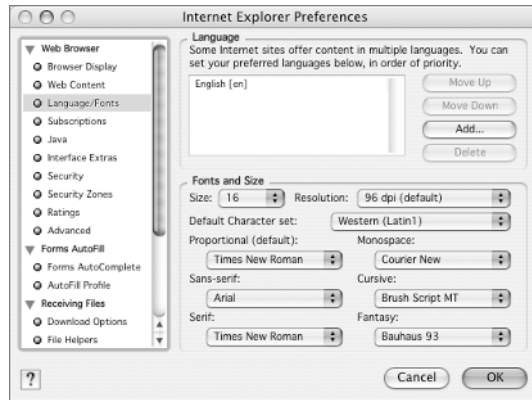 Internet Explorer Preferences
Web Browser
Browser Display
Web Content
Language/Fonts
Subscriptions
Java
Interface Extras
Security
Security Zones
Ratings
Advanced
Forms AutoFill
Forms AutoComplete
AutoFill Profile
Receiving Files
Download Options
File Helpers
Language
Some Internet sites offer content in multiple languages. You can
set your preferred languages below, in order of priority.
English [en]
Move Up
Move Down
Add...
Delete
Fonts and Size
Size: 16 Resolution: 96 dpi (default)
Default Character set: Western (Latin1)
Proportional (default): Monospace:
Times New Roman Courier New
Sans-serif: Cursive:
Arial Brush Script MT
Serif: Fantasy:
Times New Roman Bauhaus 93
? Cancel OK